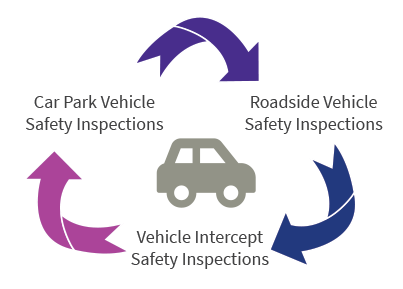 Car Park Vehicle
Safety Inspections
Roadside Vehicle
Safety Inspections
Vehicle Intercept
Safety Inspections